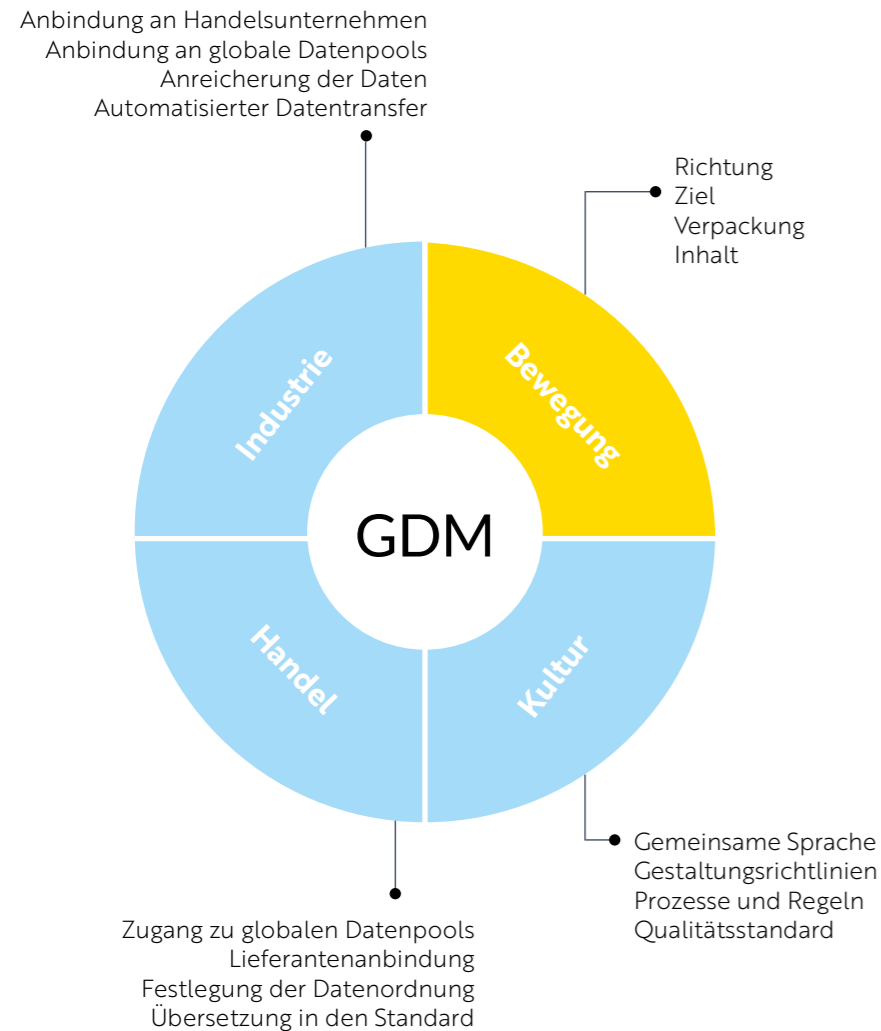 Anbindung an Handelsunternehmen
Anbindung an globale Datenpools
Anreicherung der Daten
Automatisierter Datentransfer
Richtung
Ziel
Verpackung
Inhalt
Industrie
Bewegung
GDM
Handel
Kultur
Gemeinsame Sprache
Gestaltungsrichtlinien
Prozesse und Regeln
Qualitätsstandard
Zugang zu globalen Datenpools
Lieferantenanbindung
Festlegung der Datenordnung
Übersetzung in den Standard